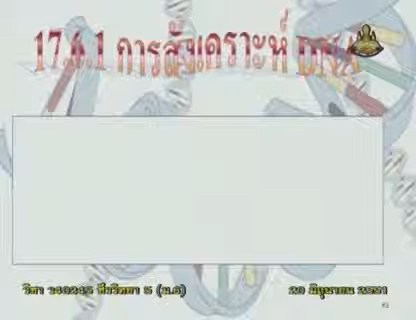 17.6.1 การสังเคราะห์ DNA
วิชา ว40245 ชีววิทยา 5 (ม.6)
20 มิถุนายน 2551